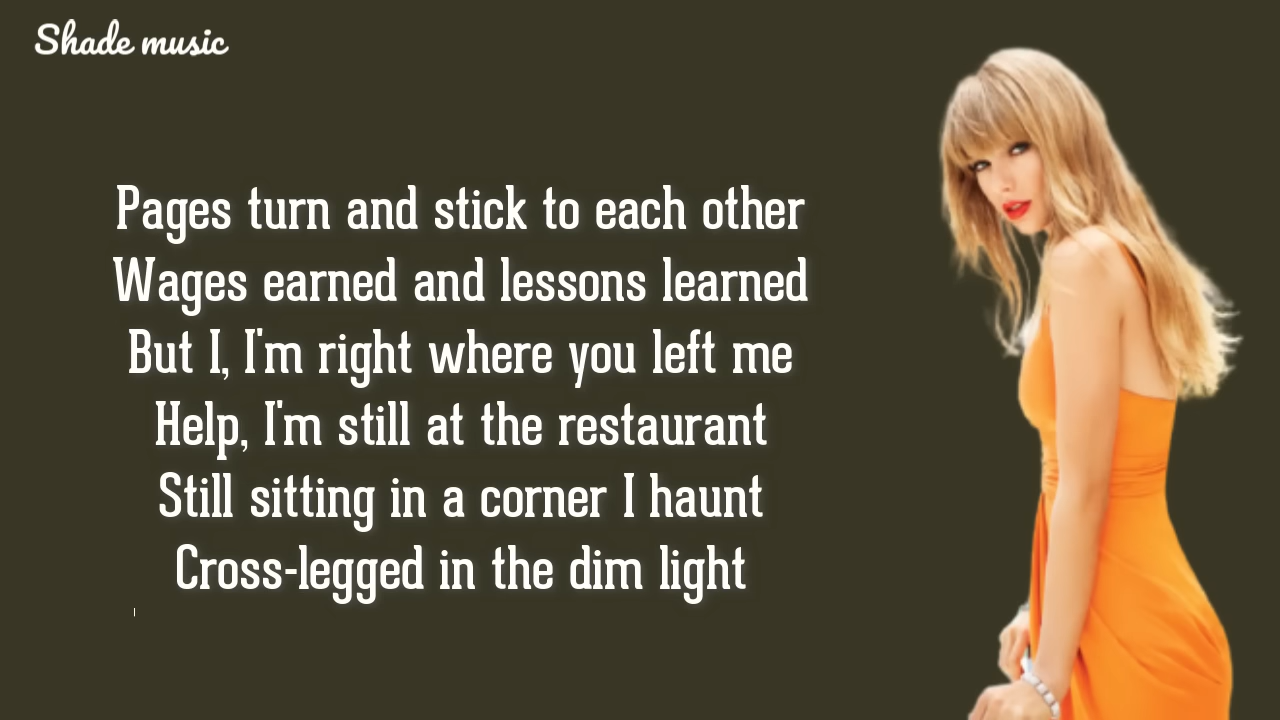 Shade music
Pages turn and stick to each other
Wages earned and lessons learned
But I, I'm right where you left me
Help, I'm still at the restaurant
Still sitting in a corner I haunt
Cross-legged in the dim light